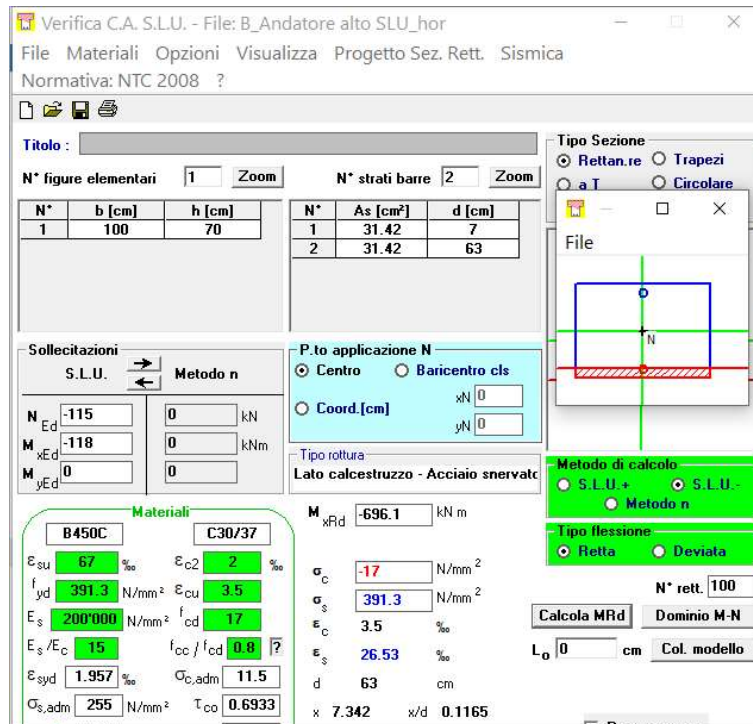 Verifica C.A. S.L.U. - File: B_Andatore alto SLU_hor
File Materiali Opzioni Visualizza Progetto Sez. Rett. Sismica
Normativa: NTC 2008 ?
Titolo :
N° figure elementari 1 Zoom N° strati barre 2 Zoom
Tipo Sezione
Rettan.re Trapezi
a T Circolare
N° b [cm] h [cm]
1 100 70
N° As [cm²] d [cm]
1 31.42 7
2 31.42 63
File
N
Sollecitazioni
S.L.U. Metodo n
N Ed -115 0 kN
M xEd -118 0 kNm
M yEd 0 0
P.to applicazione N
Centro Baricentro cls
Coord.[cm] xN 0
yN 0
Tipo rottura
Lato calcestruzzo - Acciaio snervato
Metodo di calcolo
S.L.U.+ S.L.U.-
Metodo n
Tipo flessione
Retta Deviata
Materiali
B450C C30/37
εsu 67 ‰ εc2 2 ‰
fyd 391.3 N/mm² εcu 3.5
Es 200'000 N/mm² fcd 17
Es/Ec 15 fcc / fcd 0.8 ?
εsyd 1.957 ‰ σc,adm 11.5
σs,adm 255 N/mm² τco 0.6933
M xRd -696.1 kN m
σc -17 N/mm²
σs 391.3 N/mm²
εc 3.5 ‰
εs 26.53 ‰
d 63 cm
x 7.342 x/d 0.1165
N° rett. 100
Calcola MRd Dominio M-N
Lo 0 cm Col. modello